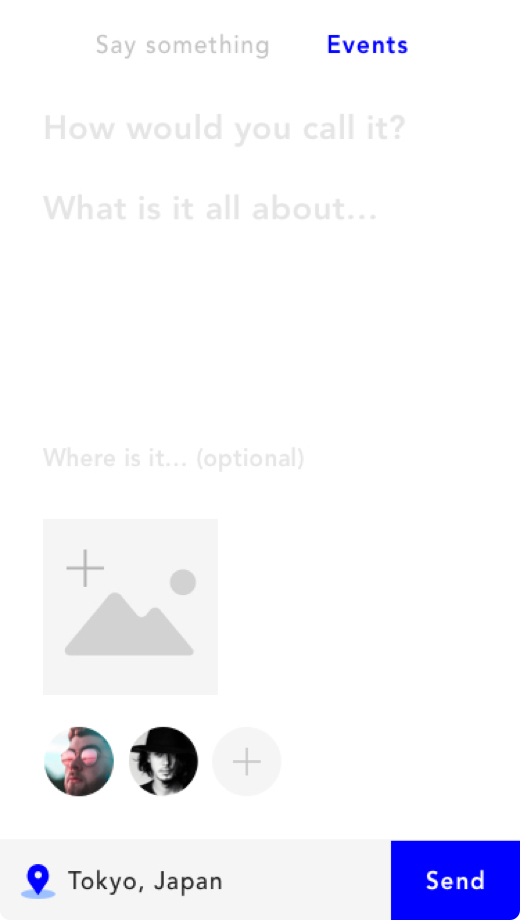 Say something Events
How would you call it?
What is it all about...
Where is it... (optional)
Tokyo, Japan Send